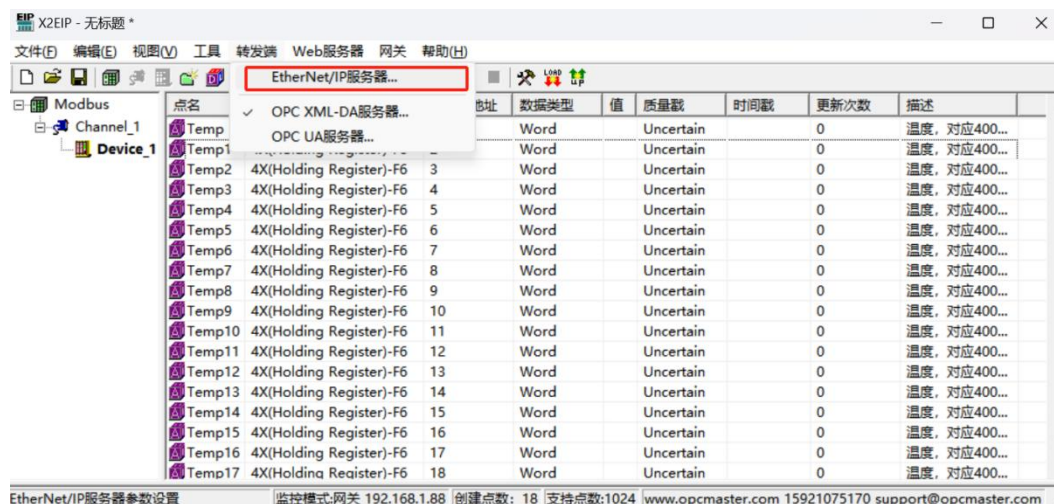 EIP X2EIP - 无标题 *
文件(F) 编辑(E) 视图(V) 工具 转发端 Web服务器 网关 帮助(H)
EtherNet/IP服务器...
OPC XML-DA服务器...
OPC UA服务器...
LOAD UP
Modbus
Channel_1
Device_1
点名 地址 数据类型 值 质量戳 时间戳 更新次数 描述
Temp Word Uncertain 0 温度，对应400...
Temp1 Word Uncertain 0 温度，对应400...
Temp2 4X(Holding Register)-F6 3 Word Uncertain 0 温度，对应400...
Temp3 4X(Holding Register)-F6 4 Word Uncertain 0 温度，对应400...
Temp4 4X(Holding Register)-F6 5 Word Uncertain 0 温度，对应400...
Temp5 4X(Holding Register)-F6 6 Word Uncertain 0 温度，对应400...
Temp6 4X(Holding Register)-F6 7 Word Uncertain 0 温度，对应400...
Temp7 4X(Holding Register)-F6 8 Word Uncertain 0 温度，对应400...
Temp8 4X(Holding Register)-F6 9 Word Uncertain 0 温度，对应400...
Temp9 4X(Holding Register)-F6 10 Word Uncertain 0 温度，对应400...
Temp10 4X(Holding Register)-F6 11 Word Uncertain 0 温度，对应400...
Temp11 4X(Holding Register)-F6 12 Word Uncertain 0 温度，对应400...
Temp12 4X(Holding Register)-F6 13 Word Uncertain 0 温度，对应400...
Temp13 4X(Holding Register)-F6 14 Word Uncertain 0 温度，对应400...
Temp14 4X(Holding Register)-F6 15 Word Uncertain 0 温度，对应400...
Temp15 4X(Holding Register)-F6 16 Word Uncertain 0 温度，对应400...
Temp16 4X(Holding Register)-F6 17 Word Uncertain 0 温度，对应400...
Temp17 4X(Holding Register)-F6 18 Word Uncertain 0 温度，对应400...
EtherNet/IP服务器参数设置 监控模式:网关 192.168.1.88 创建点数: 18 支持点数:1024 www.opcmaster.com 15921075170 support@opcmaster.com